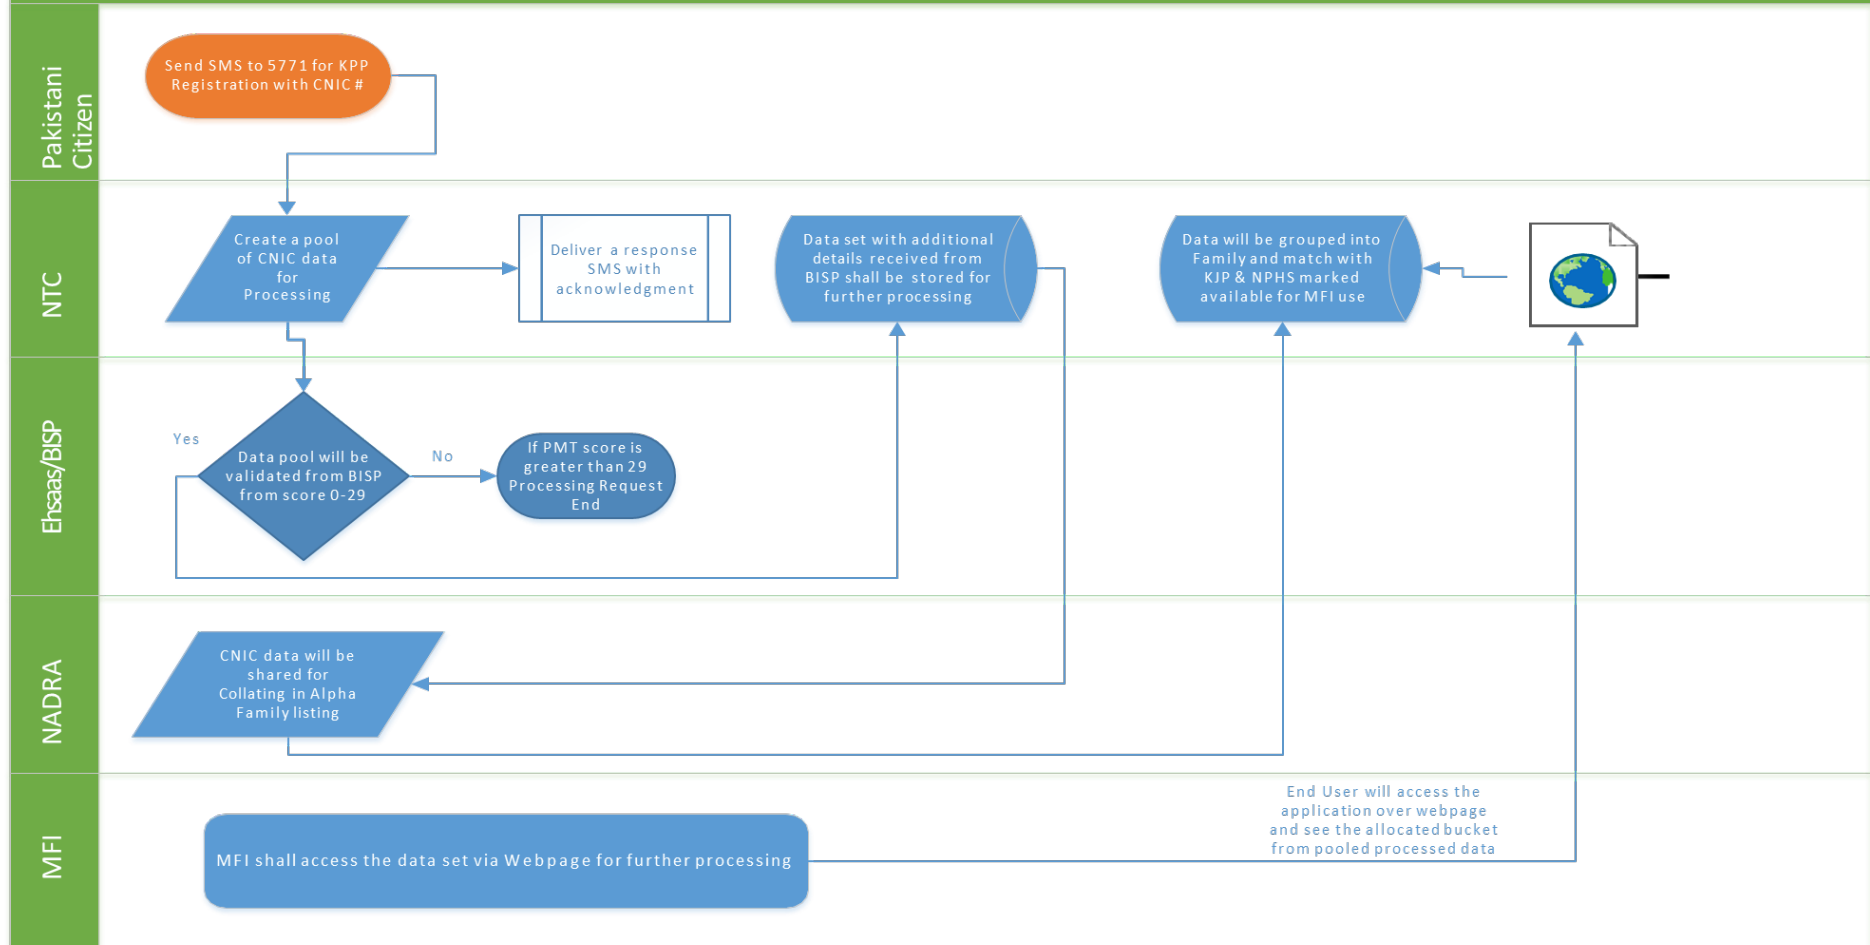 Pakistani
Citizen
Send SMS to 5771 for KPP
Registration with CNIC #
NTC
Create a pool
of CNIC data
for
Processing
Deliver a response
SMS with
acknowledgment
Data set with additional
details received from
BISP shall be stored for
further processing
Data will be grouped into
Family and match with
KJP & NPHS marked
available for MFI use
Ehsaas/BISP
Yes
Data pool will be
validated from BISP
from score 0-29
No
If PMT score is
greater than 29
Processing Request
End
NADRA
CNIC data will be
shared for
Collating in Alpha
Family listing
MFI
MFI shall access the data set via Webpage for further processing
End User will access the
application over webpage
and see the allocated bucket
from pooled processed data